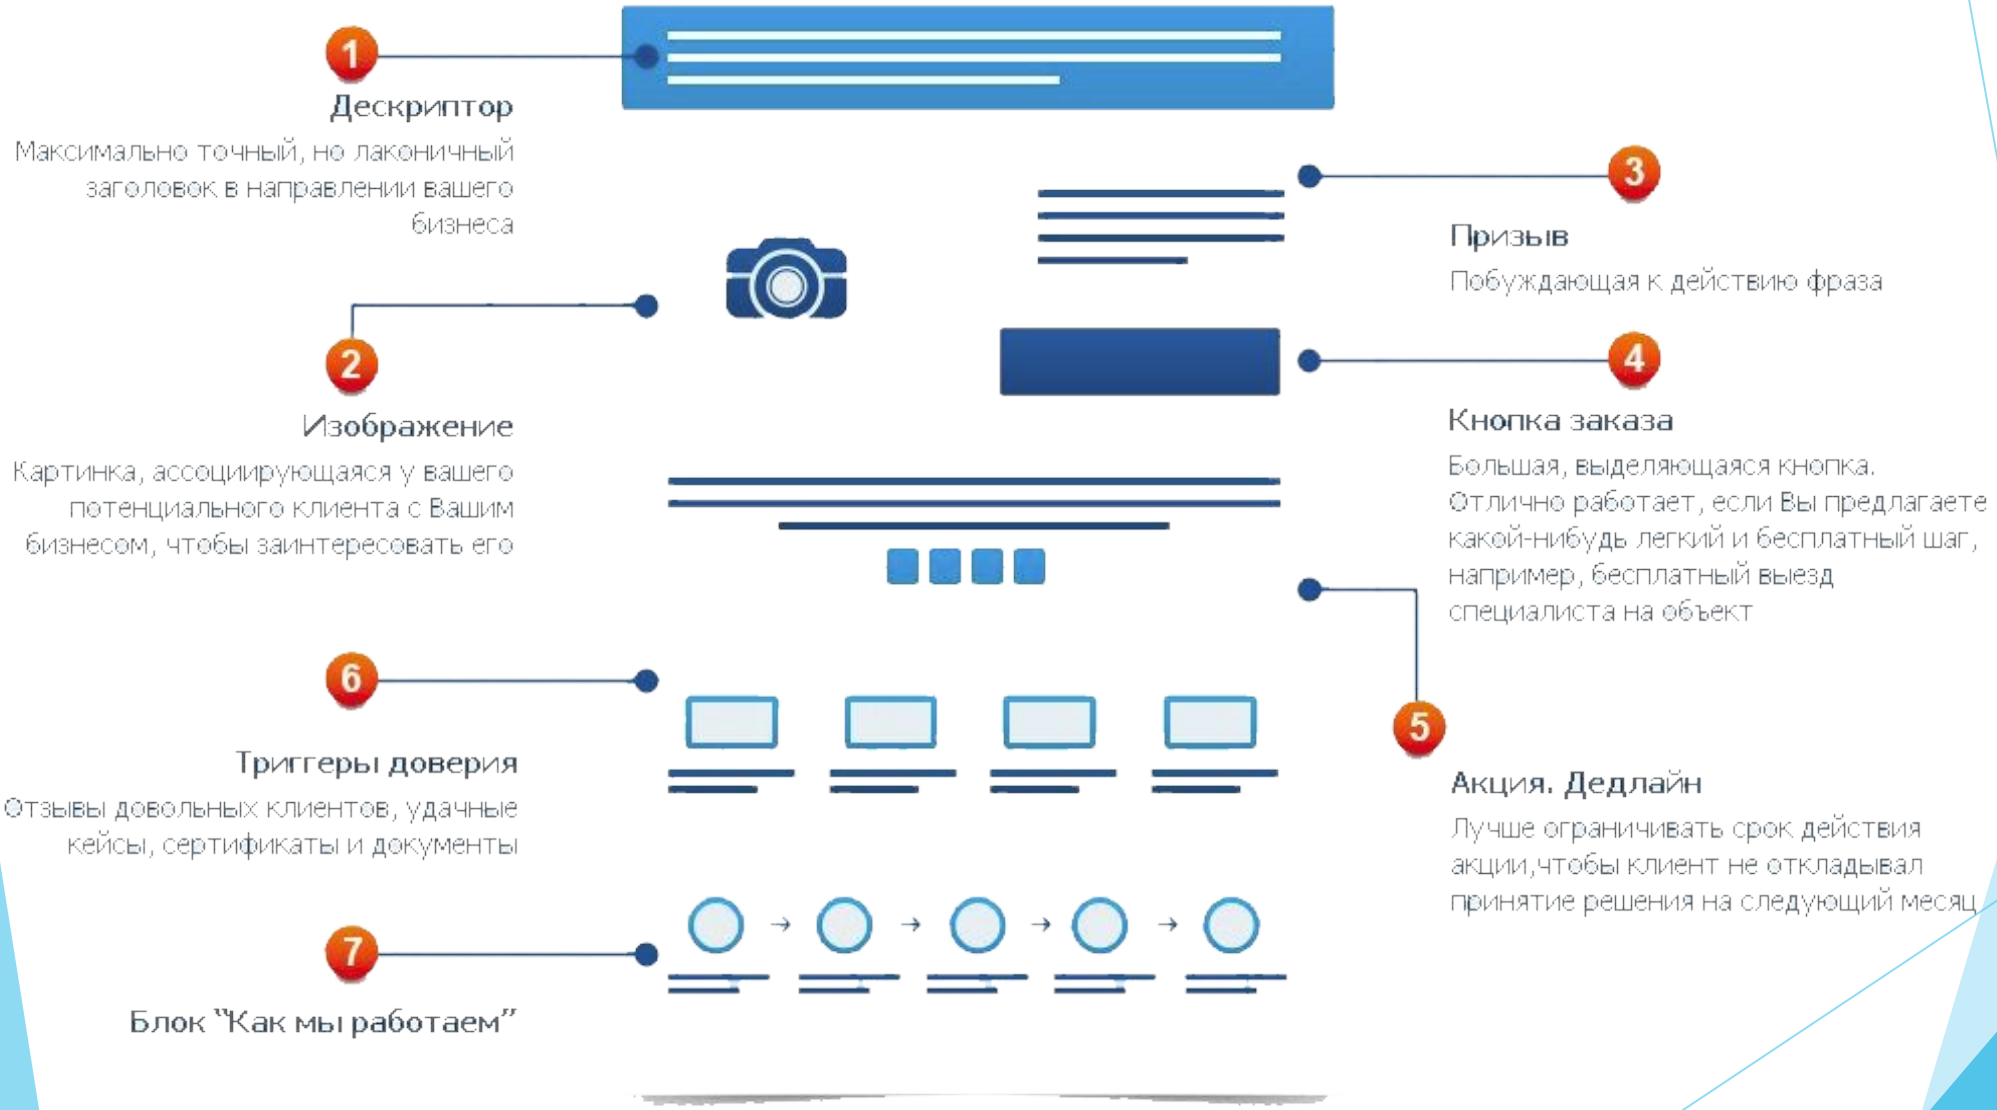 1
Дескриптор
Максимально точный, но лаконичный
заголовок в направлении вашего
бизнеса
2
Изображение
Картинка, ассоциирующаяся у вашего
потенциального клиента с Вашим
бизнесом, чтобы заинтересовать его
3
Призыв
Побуждающая к действию фраза
4
Кнопка заказа
Большая, выделяющаяся кнопка.
Отлично работает, если Вы предлагаете
какой-нибудь легкий и бесплатный шаг,
например, бесплатный выезд
специалиста на объект
5
Акция. Дедлайн
Лучше ограничивать срок действия
акции,чтобы клиент не откладывал
принятие решения на следующий месяц
6
Триггеры доверия
Отзывы довольных клиентов, удачные
кейсы, сертификаты и документы
7
Блок “Как мы работаем”